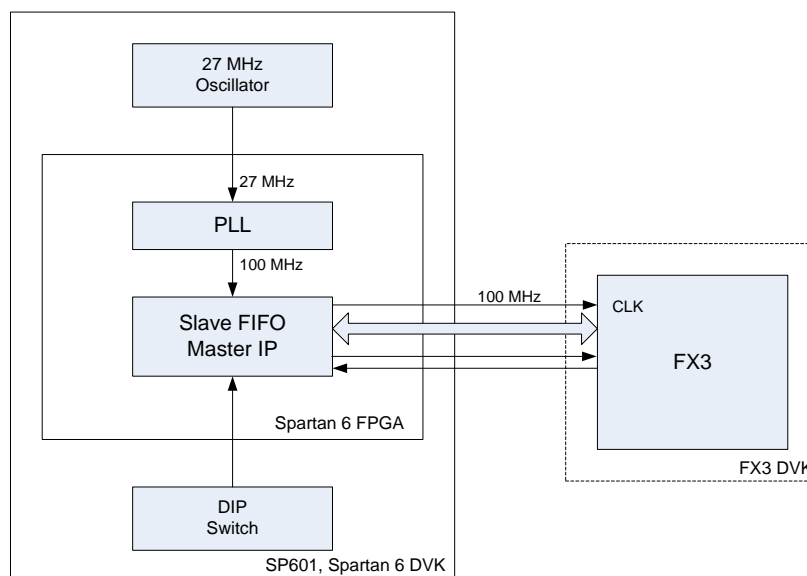 27 MHz
Oscillator
27 MHz
PLL
100 MHz
Slave FIFO
Master IP
100 MHz
CLK
FX3
Spartan 6 FPGA
FX3 DVK
DIP
Switch
SP601, Spartan 6 DVK